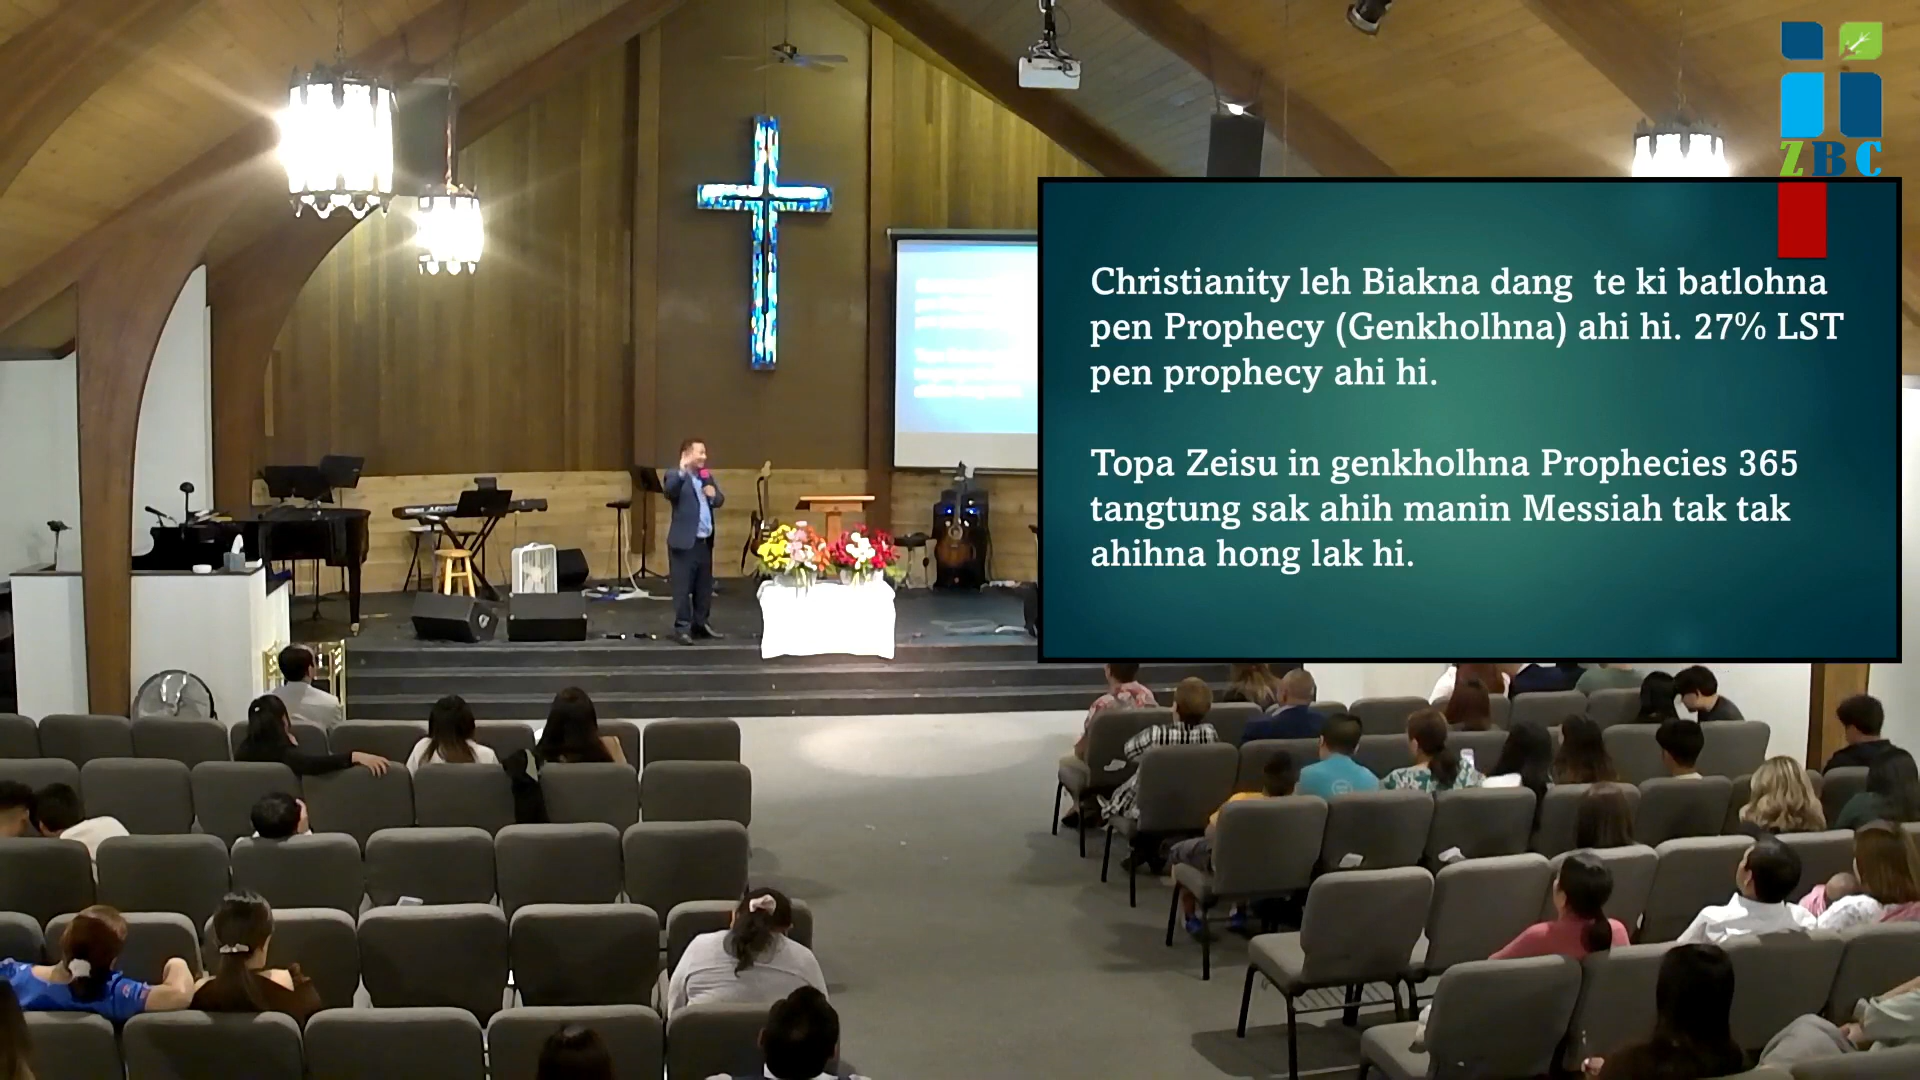 ZBC
Christianity leh Biakna dang te ki batlohna
pen Prophecy (Genkholhna) ahi hi. 27% LST
pen prophecy ahi hi.
Topa Zeisu in genkholhna Prophecies 365
tangtung sak ahih manin Messiah tak tak
ahihna hong lak hi.